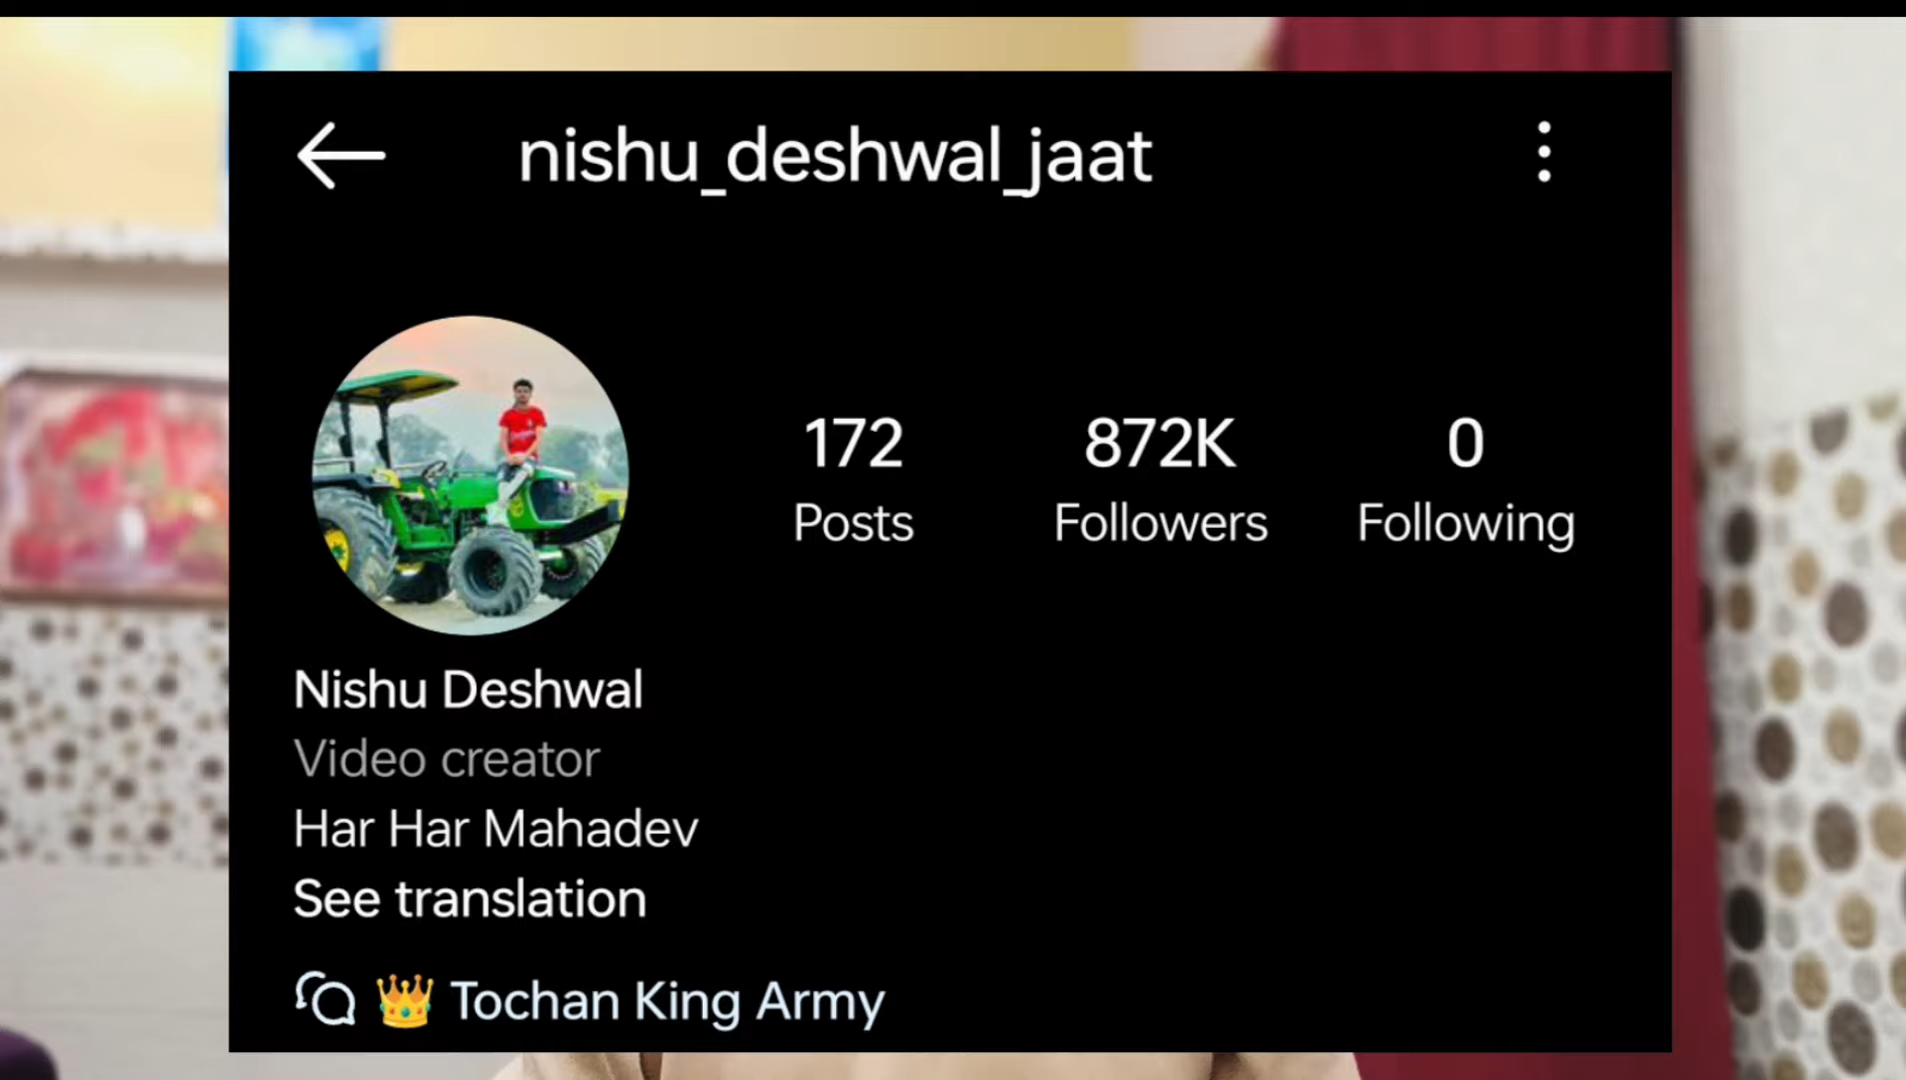 nishu_deshwal_jaat
172 872K 0
Posts Followers Following
Nishu Deshwal
Video creator
Har Har Mahadev
See translation
👑 Tochan King Army